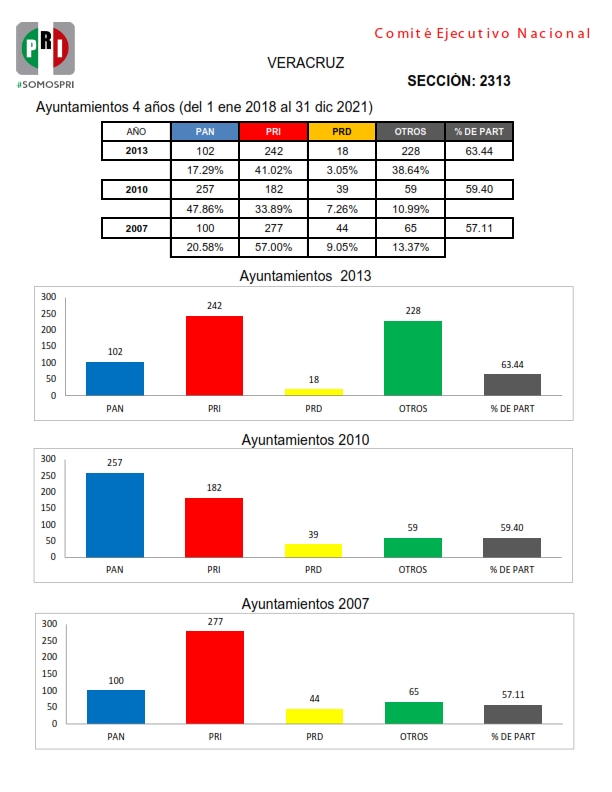 Comité Ejecutivo Nacional
PRI
#SOMOSPRI
VERACRUZ
SECCIÓN: 2313
Ayuntamientos 4 años (del 1 ene 2018 al 31 dic 2021)
AÑO PAN PRI PRD OTROS % DE PART
2013 102 242 18 228 63.44
17.29% 41.02% 3.05% 38.64%
2010 257 182 39 59 59.40
47.86% 33.89% 7.26% 10.99%
2007 100 277 44 65 57.11
20.58% 57.00% 9.05% 13.37%
Ayuntamientos 2013
300
250
200
150
100
50
0
102 242 18 228 63.44
PAN PRI PRD OTROS % DE PART
Ayuntamientos 2010
300
250
200
150
100
50
0
257 182 39 59 59.40
PAN PRI PRD OTROS % DE PART
Ayuntamientos 2007
300
250
200
150
100
50
0
100 277 44 65 57.11
PAN PRI PRD OTROS % DE PART